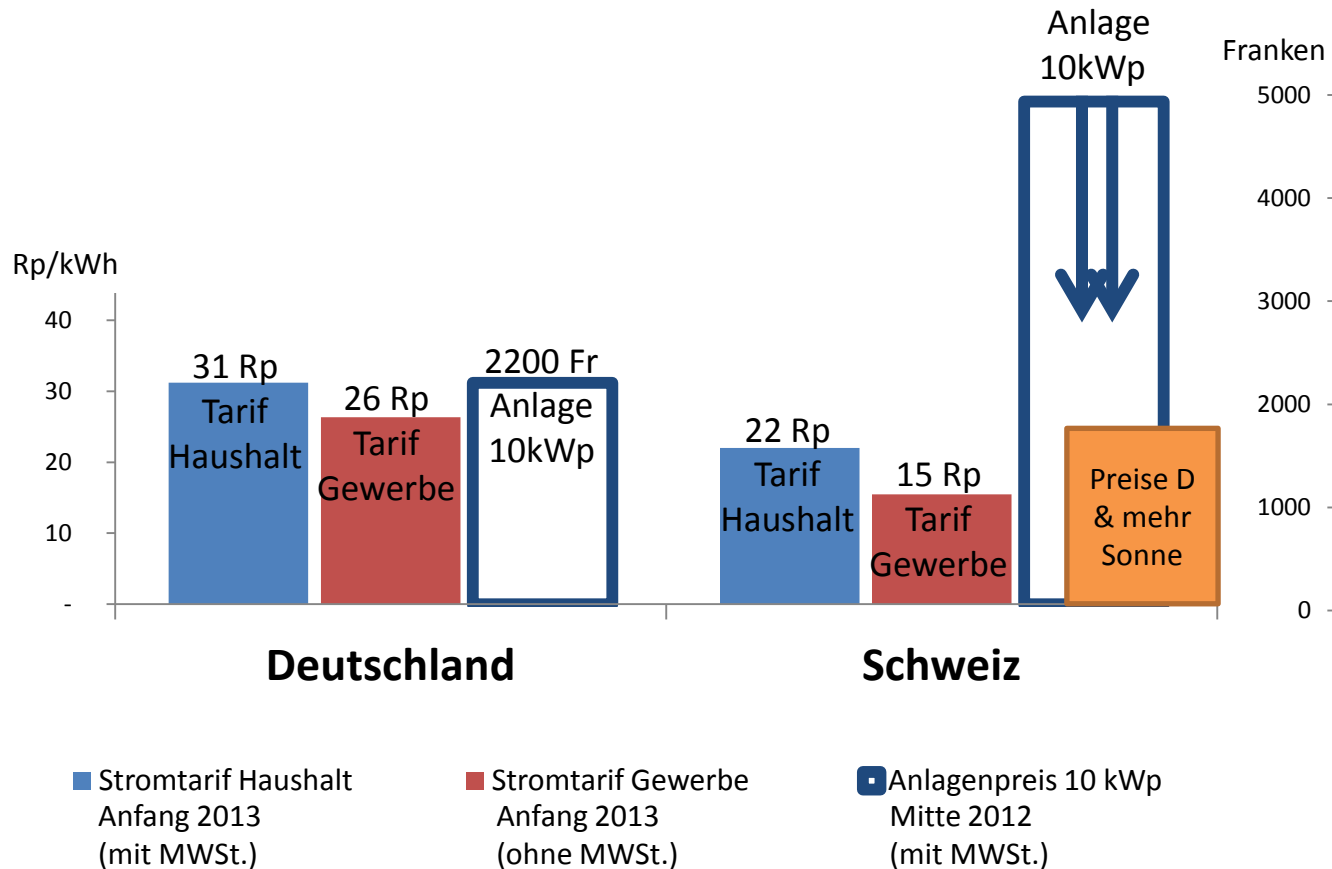 Anlage
10kWp
Franken
5000
4000
3000
2000
1000
0
Rp/kWh
40
30
20
10
-
31 Rp
Tarif
Haushalt
26 Rp
Tarif
Gewerbe
2200 Fr
Anlage
10kWp
22 Rp
Tarif
Haushalt
15 Rp
Tarif
Gewerbe
Preise D
& mehr
Sonne
Deutschland
Schweiz
Stromtarif Haushalt
Anfang 2013
(mit MWSt.)
Stromtarif Gewerbe
Anfang 2013
(ohne MWSt.)
Anlagenpreis 10 kWp
Mitte 2012
(mit MWSt.)